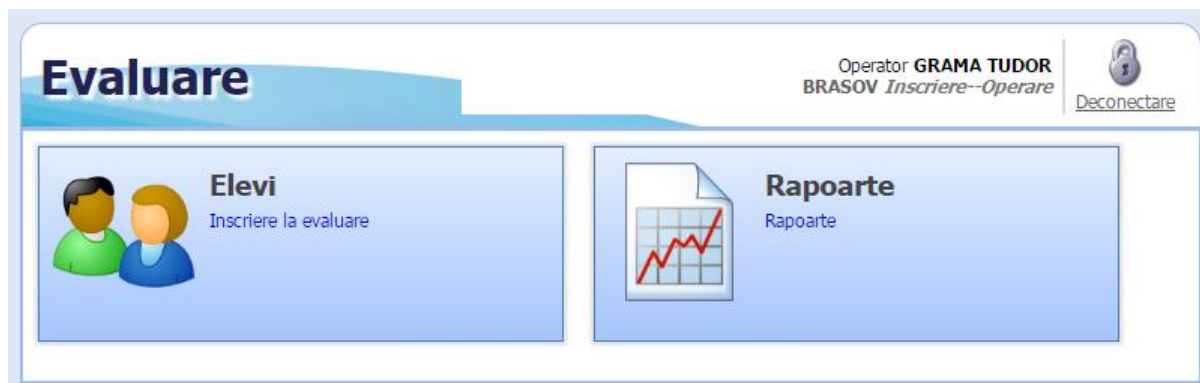 Evaluare
Operator GRAMA TUDOR
BRASOV Inscriere--Operare
Deconectare
Elevi
Inscriere la evaluare
Rapoarte
Rapoarte